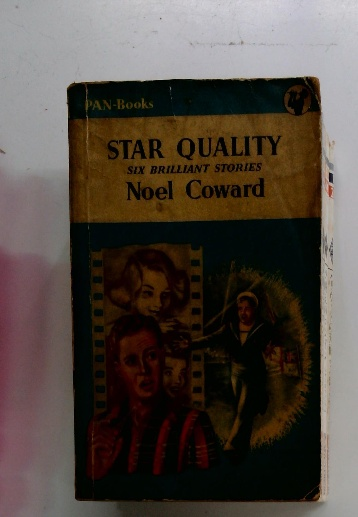 PAN-Books
STAR QUALITY
SIX BRILLIANT STORIES
Noel Coward